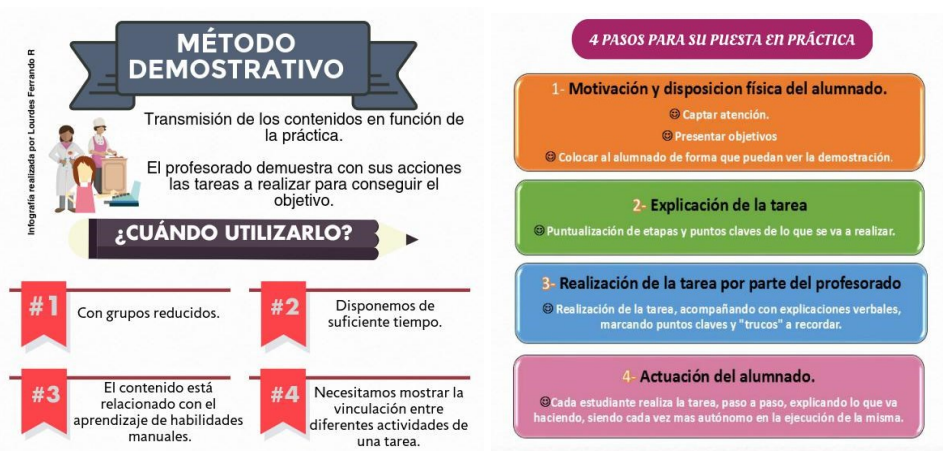 MÉTODO
DEMOSTRATIVO
Infografía realizada por Lourdes Ferrando R
Transmisión de los contenidos en función de
la práctica.
El profesorado demuestra con sus acciones
las tareas a realizar para conseguir el
objetivo.
¿CUÁNDO UTILIZARLO?
#1
Con grupos reducidos.
#2
Disponemos de
suficiente tiempo.
#3
El contenido está
relacionado con el
aprendizaje de habilidades
manuales.
#4
Necesitamos mostrar la
vinculación entre
diferentes actividades de
una tarea.
4 PASOS PARA SU PUESTA EN PRÁCTICA
1- Motivación y disposicion física del alumnado.
Captar atención.
Presentar objetivos
Colocar al alumnado de forma que puedan ver la demostración.
2- Explicación de la tarea
Puntualización de etapas y puntos claves de lo que se va a realizar.
3- Realización de la tarea por parte del profesorado
Realización de la tarea, acompañando con explicaciones verbales,
marcando puntos claves y "trucos" a recordar.
4- Actuación del alumnado.
Cada estudiante realiza la tarea, paso a paso, explicando lo que va
haciendo, siendo cada vez mas autónomo en la ejecución de la misma.